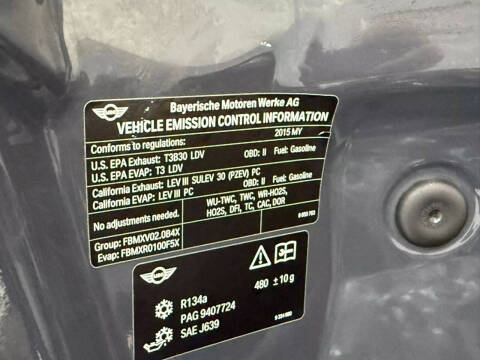 MINI
Bayerische Motoren Werke AG
VEHICLE EMISSION CONTROL INFORMATION
Conforms to regulations: 2015 MY
U.S. EPA Exhaust: T3B30 LDV OBD: II Fuel: Gasoline
U.S. EPA EVAP: T3 LDV
California Exhaust: LEV III SULEV 30 (PZEV) PC OBD: II Fuel: Gasoline
California EVAP: LEV III PC
No adjustments needed.
WU-TWC, TWC, WR-HO2S,
HO2S, DFI, TC, CAC, DOR
Group: FBMXV02.0B4X
Evap: FBMXR0100F5X
R134a
480 ± 10 g
PAG 9407724
SAE J639